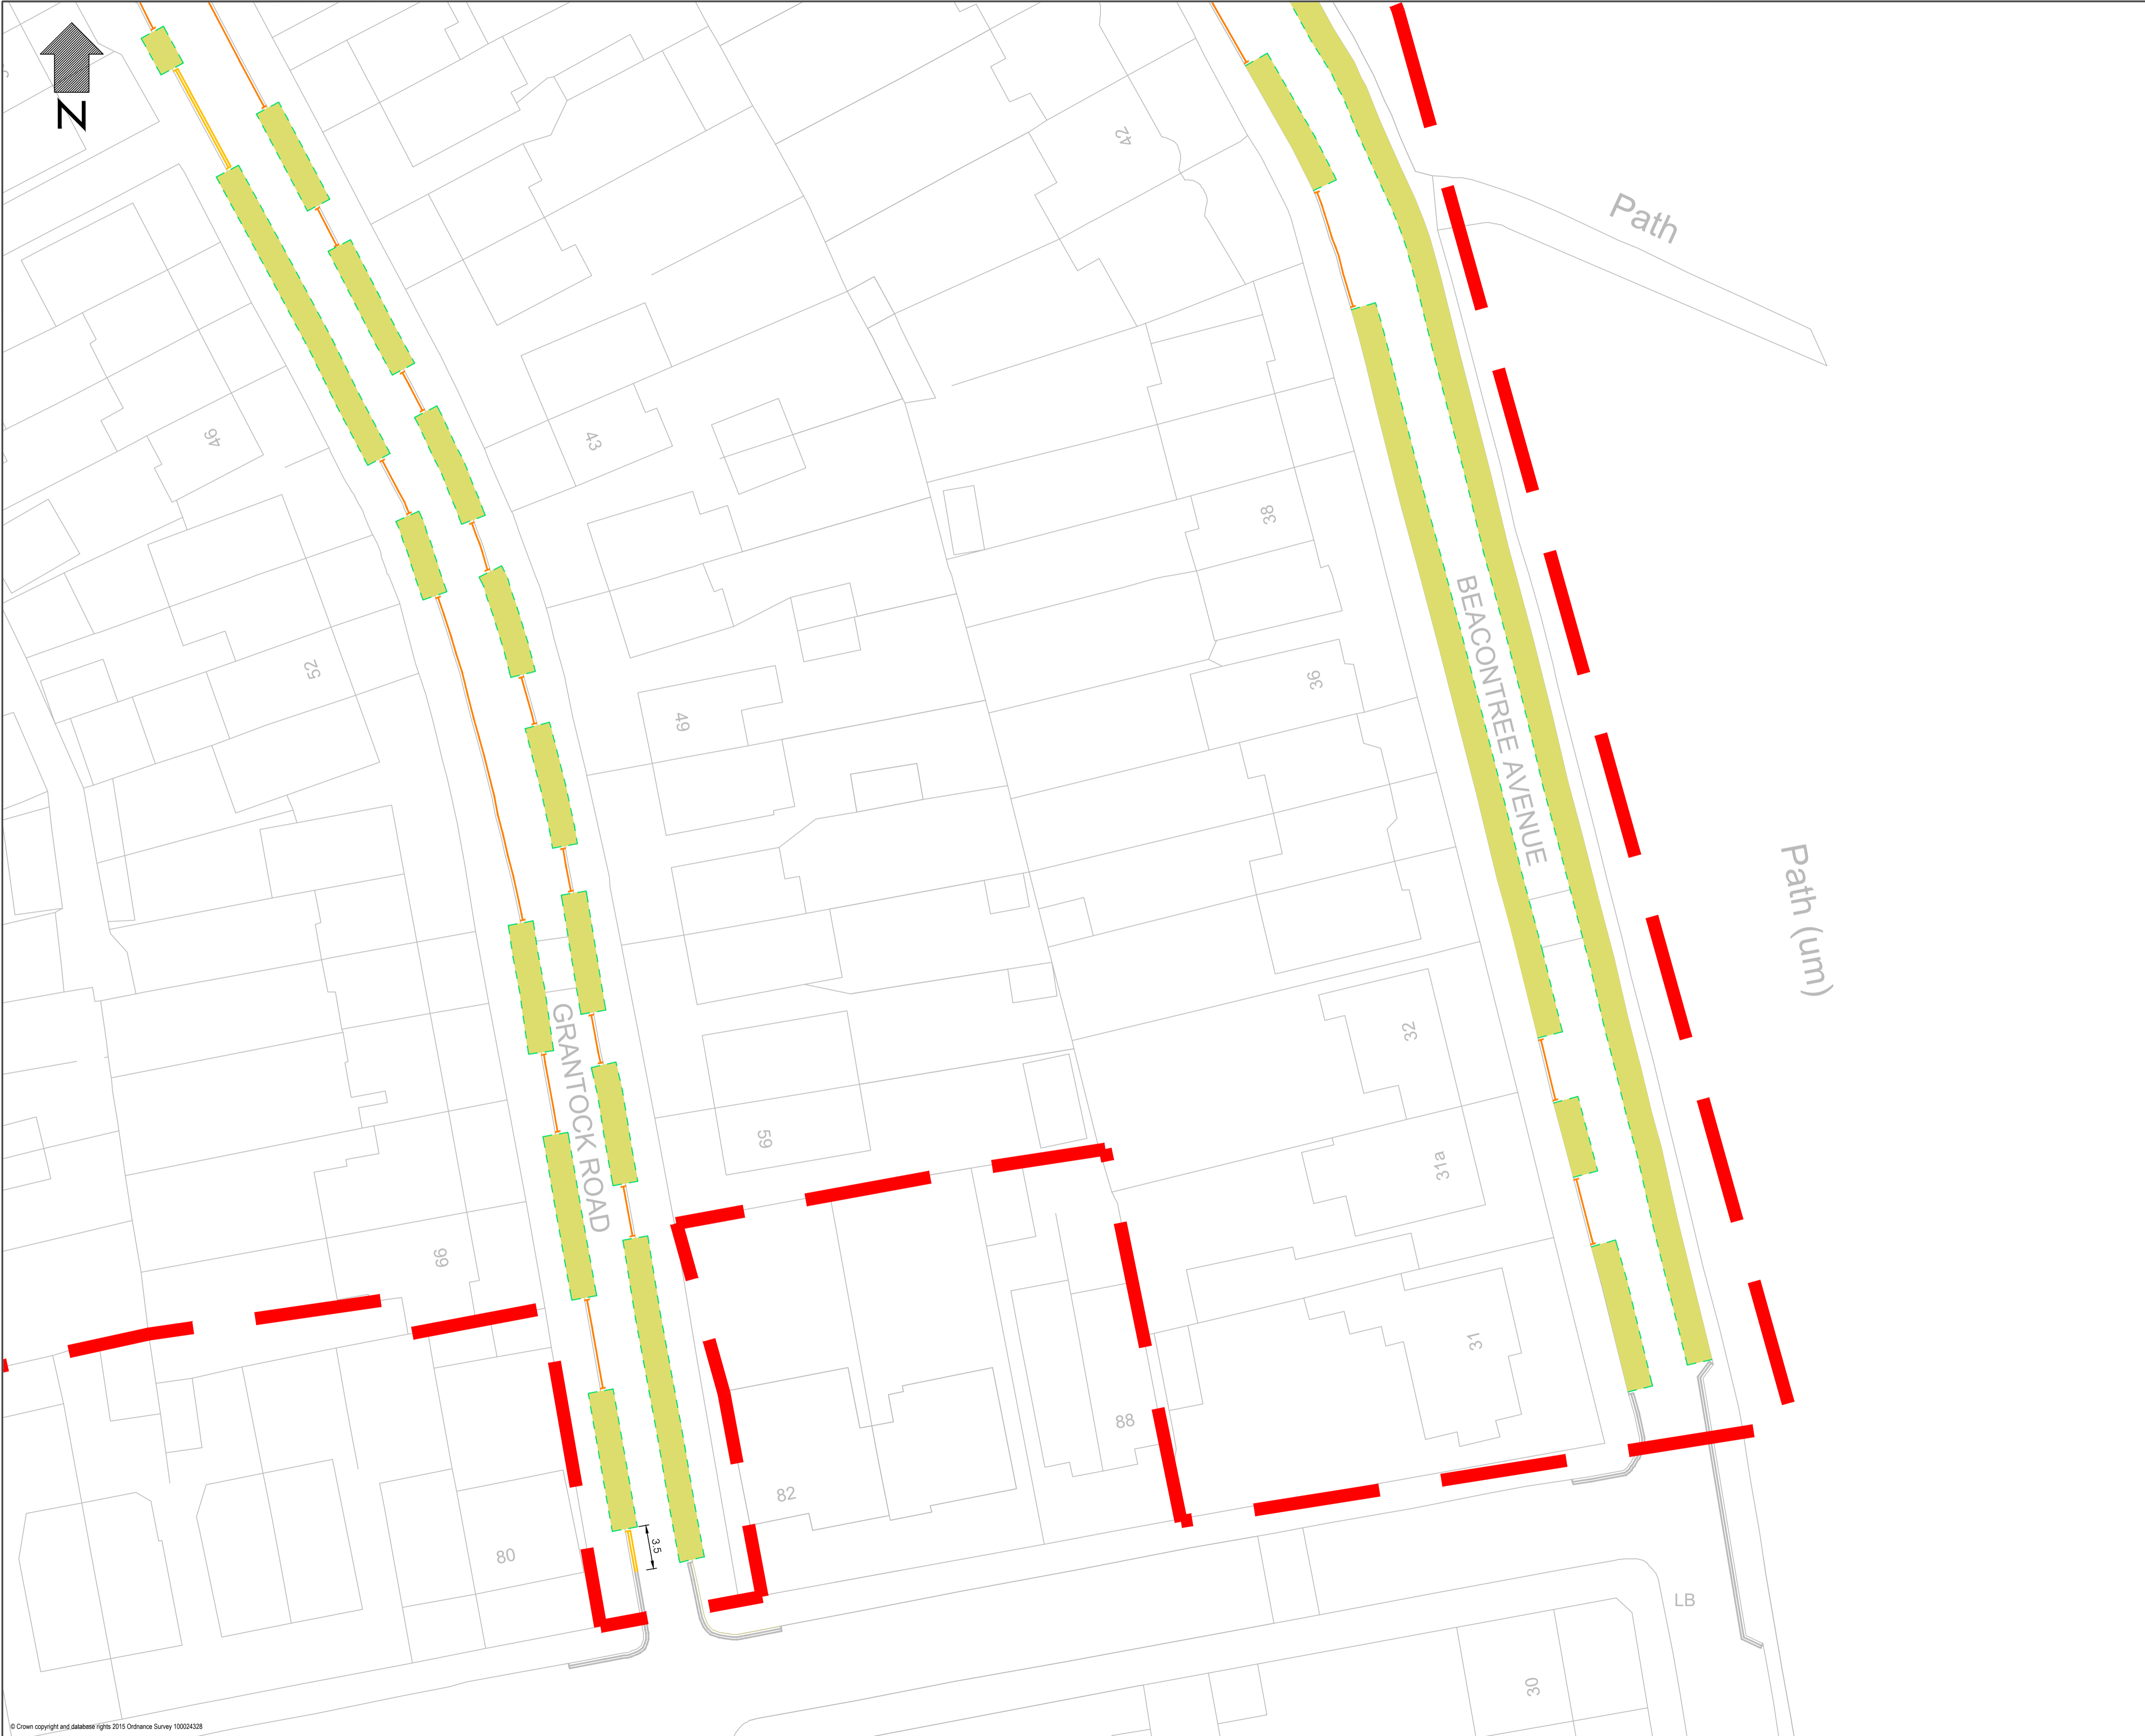 N
42
Path
46
43
38
52
BEACONTREE AVENUE
36
49
Path (um)
GRANTOCK ROAD
32
59
31a
66
31
88
82
3.5
80
LB
30
© Crown copyright and database rights 2015 Ordnance Survey 100024328